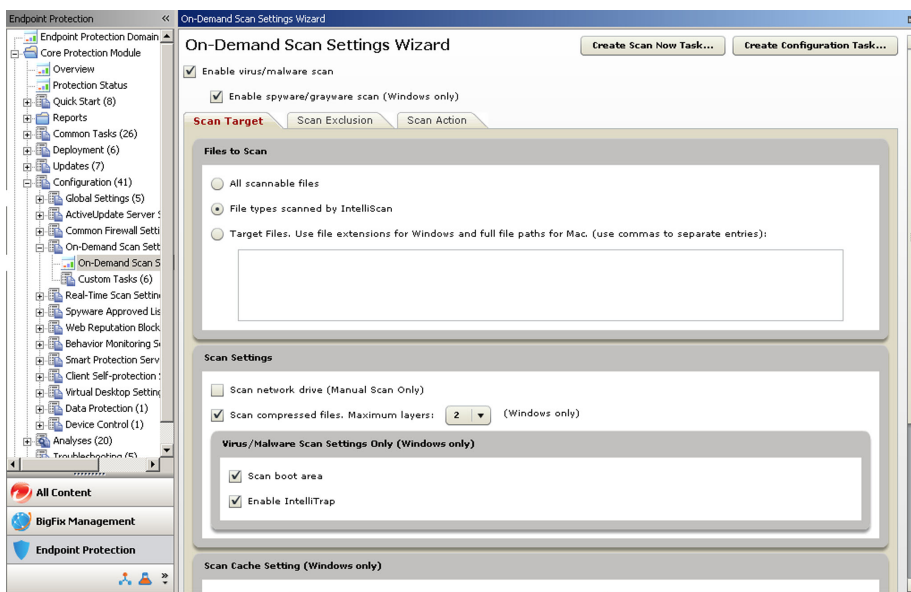 Endpoint Protection «
On-Demand Scan Settings Wizard
Endpoint Protection Domain
Core Protection Module
Overview
Protection Status
Quick Start (8)
Reports
Common Tasks (26)
Deployment (6)
Updates (7)
Configuration (41)
Global Settings (5)
ActiveUpdate Server S
Common Firewall Setti
On-Demand Scan Sett
On-Demand Scan S
Custom Tasks (6)
Real-Time Scan Settin
Spyware Approved Lis
Web Reputation Block
Behavior Monitoring S
Smart Protection Serv
Client Self-protection
Virtual Desktop Setting
Data Protection (1)
Device Control (1)
Analyses (20)
Troubleshooting (5)
All Content
BigFix Management
Endpoint Protection
»
On-Demand Scan Settings Wizard
Create Scan Now Task...
Create Configuration Task...
Enable virus/malware scan
Enable spyware/grayware scan (Windows only)
Scan Target
Scan Exclusion
Scan Action
Files to Scan
All scannable files
File types scanned by IntelliScan
Target Files. Use file extensions for Windows and full file paths for Mac. (use commas to separate entries):
Scan Settings
Scan network drive (Manual Scan Only)
Scan compressed files. Maximum layers: 2 (Windows only)
Virus/Malware Scan Settings Only (Windows only)
Scan boot area
Enable IntelliTrap
Scan Cache Setting (Windows only)